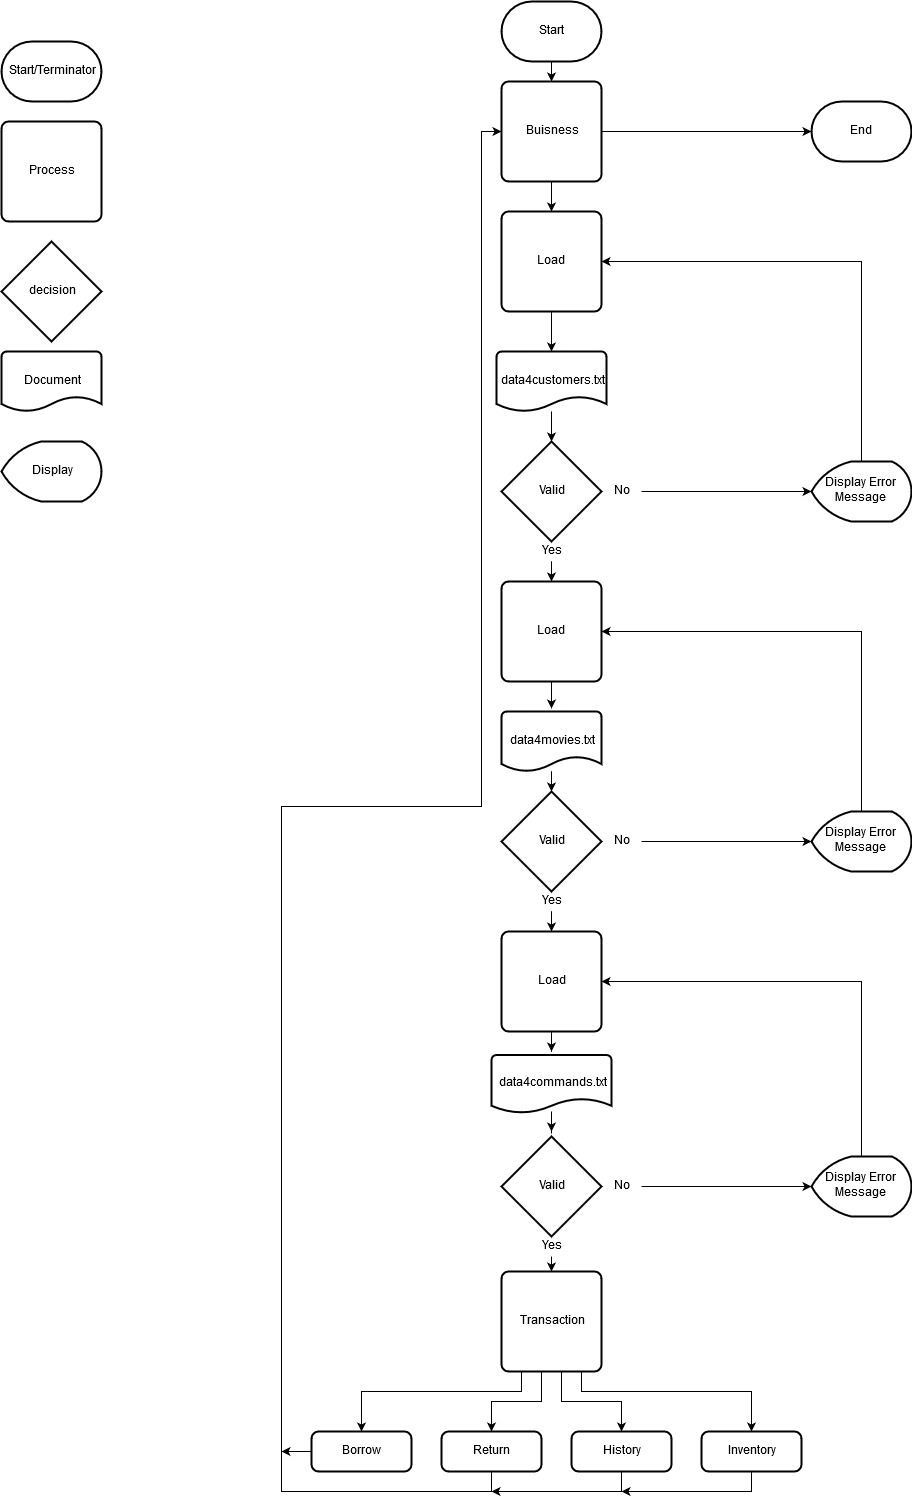 Start/Terminator
Process
decision
Document
Display
Start
Buisness
End
Load
data4customers.txt
Valid
No
Display Error
Message
Yes
Load
data4movies.txt
Valid
No
Display Error
Message
Yes
Load
data4commands.txt
Valid
No
Display Error
Message
Yes
Transaction
Borrow
Return
History
Inventory